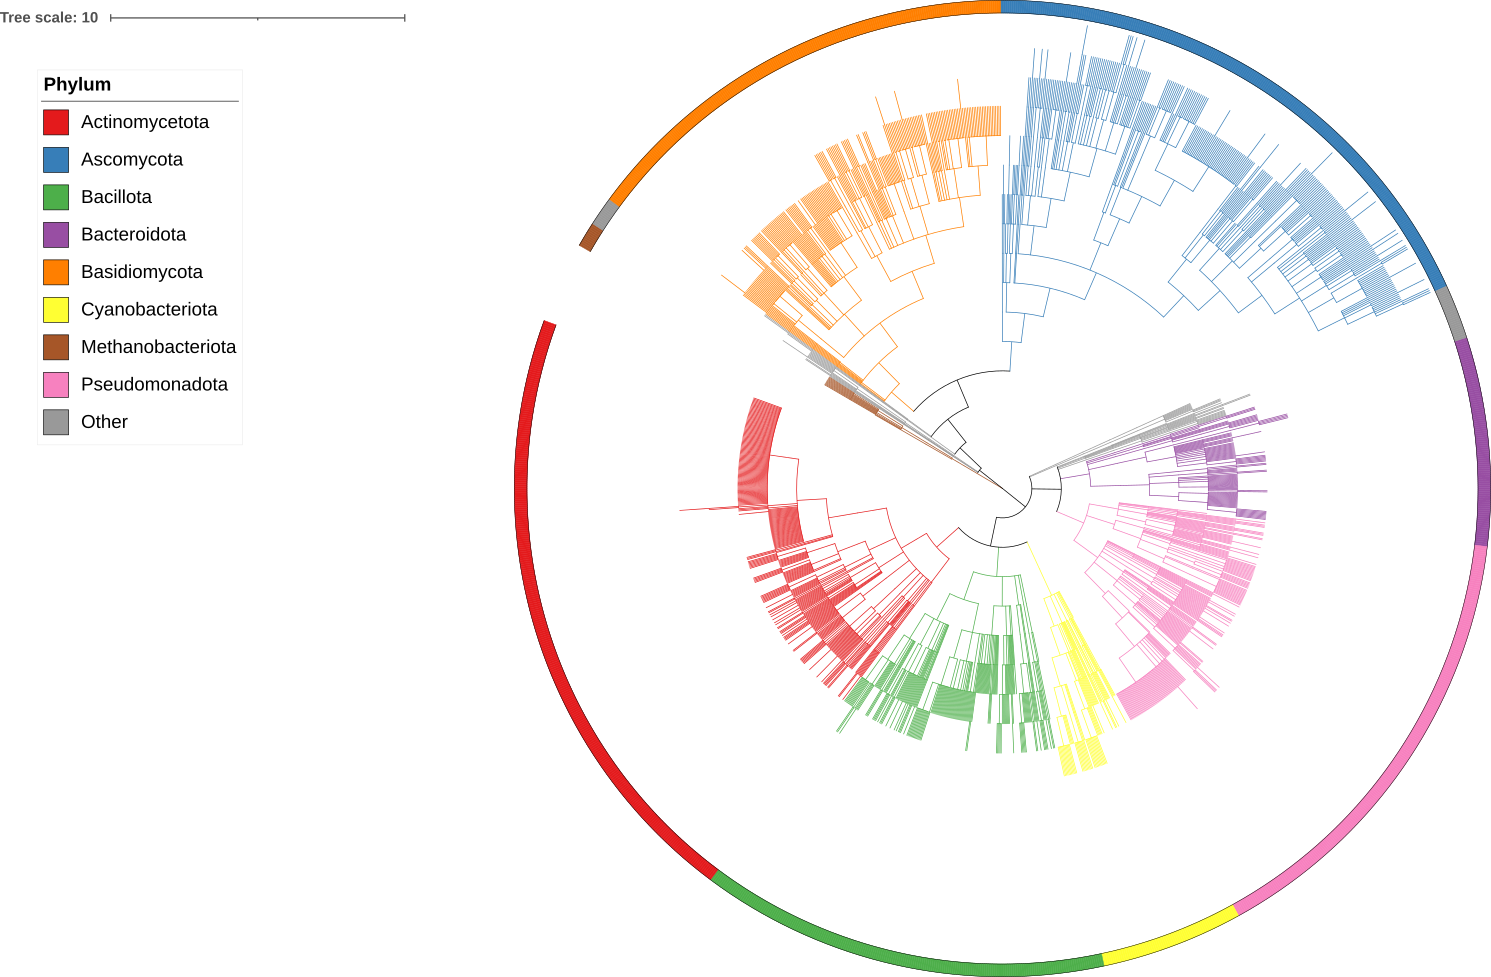 Tree scale: 10
Phylum
Actinomycetota
Ascomycota
Bacillota
Bacteroidota
Basidiomycota
Cyanobacteriota
Methanobacteriota
Pseudomonadota
Other